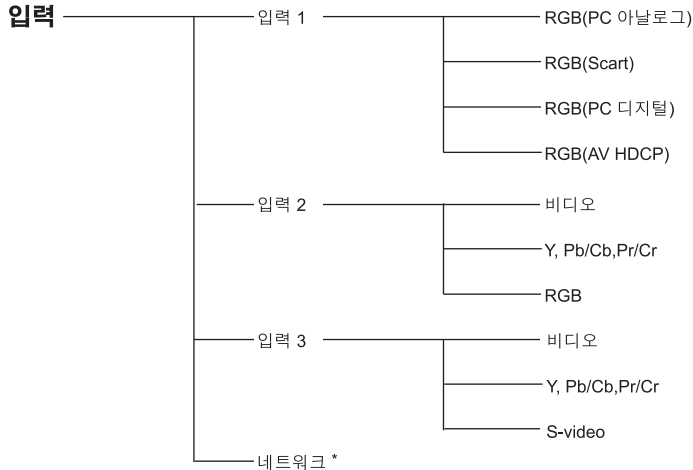 입력
입력 1
RGB(PC 아날로그)
RGB(Scart)
RGB(PC 디지털)
RGB(AV HDCP)
입력 2
비디오
Y, Pb/Cb,Pr/Cr
RGB
입력 3
비디오
Y, Pb/Cb,Pr/Cr
S-video
네트워크 *